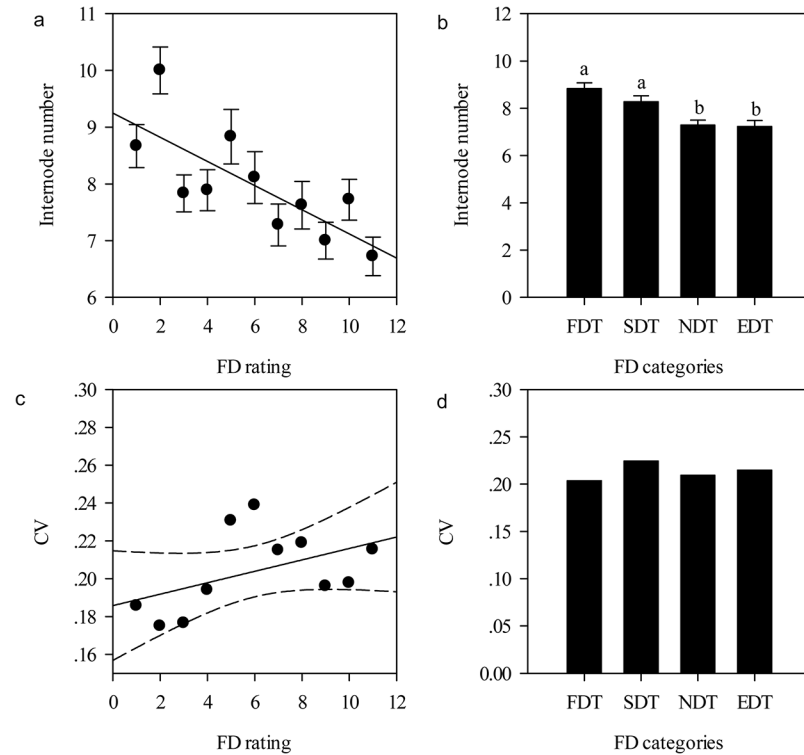 a
11
10
9
8
7
6
Internode number
0 2 4 6 8 10 12
FD rating
b
12
10
8
6
4
2
0
Internode number
a a b b
FDT SDT NDT EDT
FD categories
c
.30
.28
.26
.24
.22
.20
.18
.16
CV
0 2 4 6 8 10 12
FD rating
d
.30
.25
.20
.15
.10
.05
0.00
CV
FDT SDT NDT EDT
FD categories